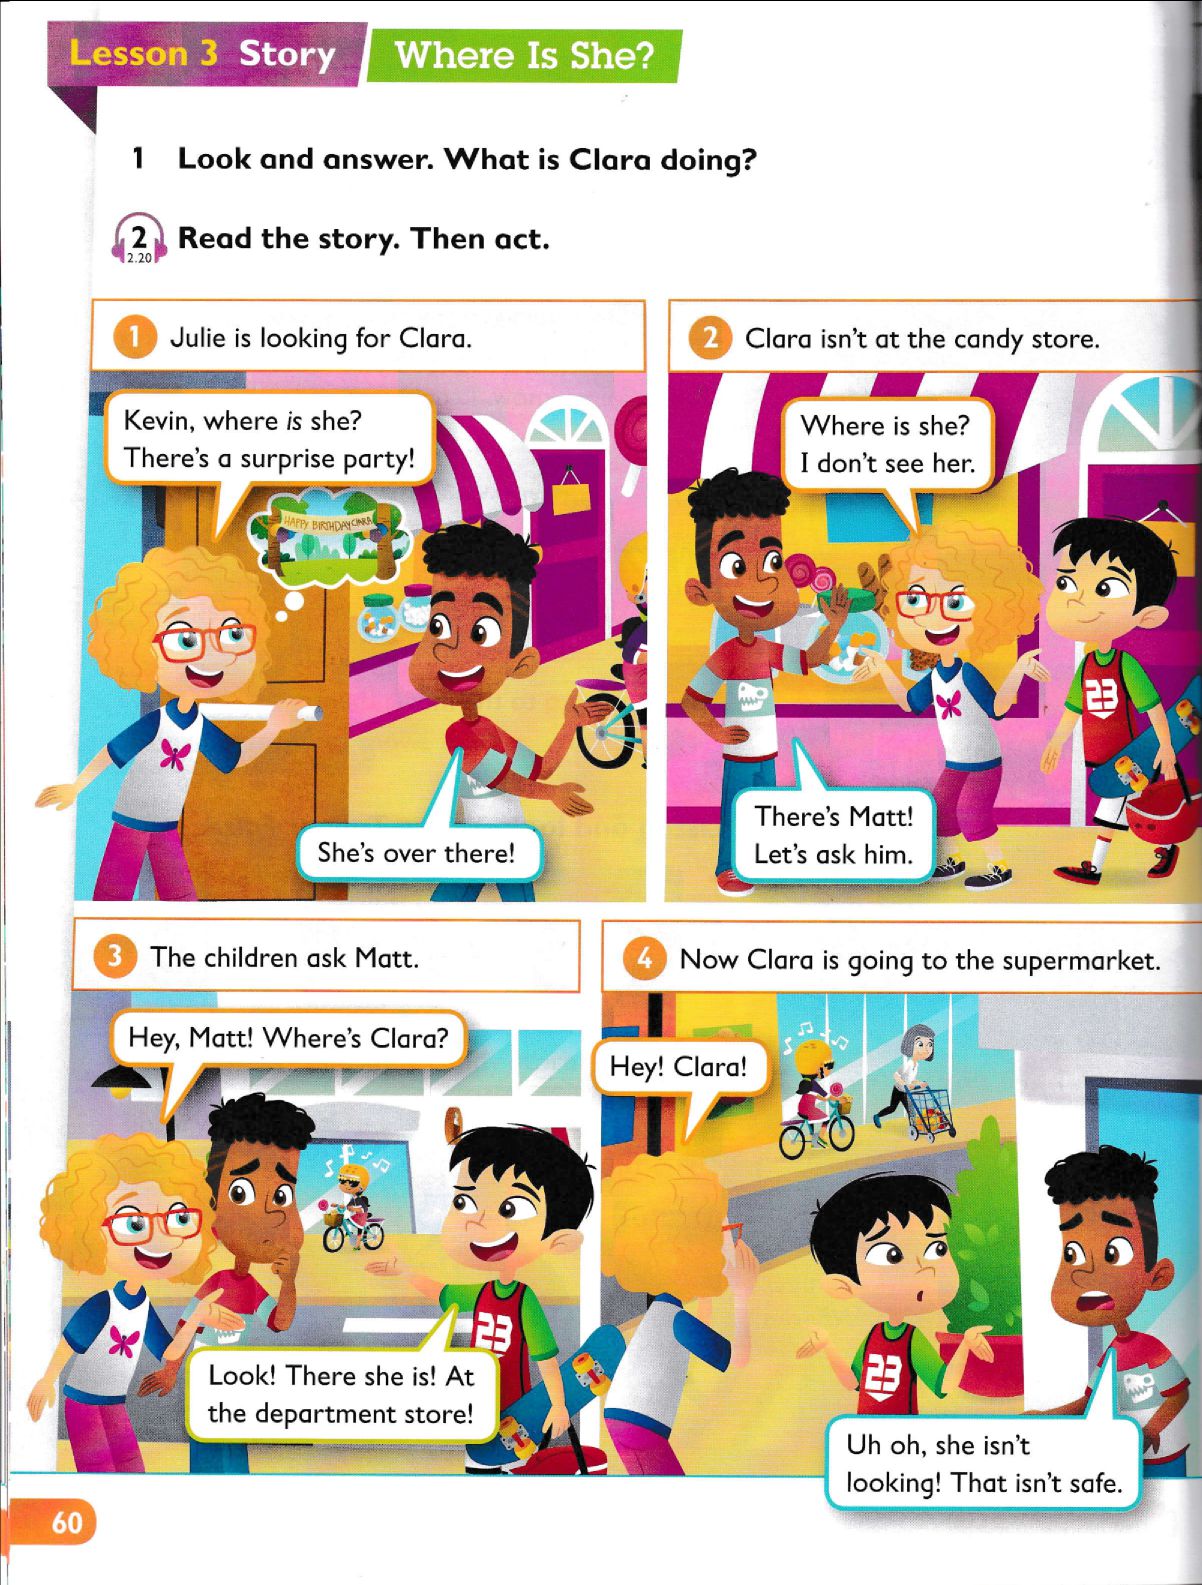 Lesson 3 Story
Where Is She?
1 Look and answer. What is Clara doing?
2 Read the story. Then act.
2.20
1 Julie is looking for Clara.
Kevin, where is she?
There's a surprise party!
HAPPY BIRTHDAY CLARA
She's over there!
2 Clara isn't at the candy store.
Where is she?
I don't see her.
23
There's Matt!
Let's ask him.
3 The children ask Matt.
Hey, Matt! Where's Clara?
23
Look! There she is! At
the department store!
4 Now Clara is going to the supermarket.
Hey! Clara!
23
Uh oh, she isn't
looking! That isn't safe.
60